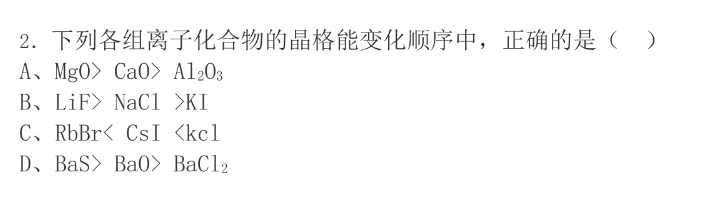 2. 下列各组离子化合物的晶格能变化顺序中，正确的是（　）
A、MgO> CaO> Al₂O₃
B、LiF> NaCl >KI
C、RbBr< CsI <kcl
D、BaS> BaO> BaCl₂